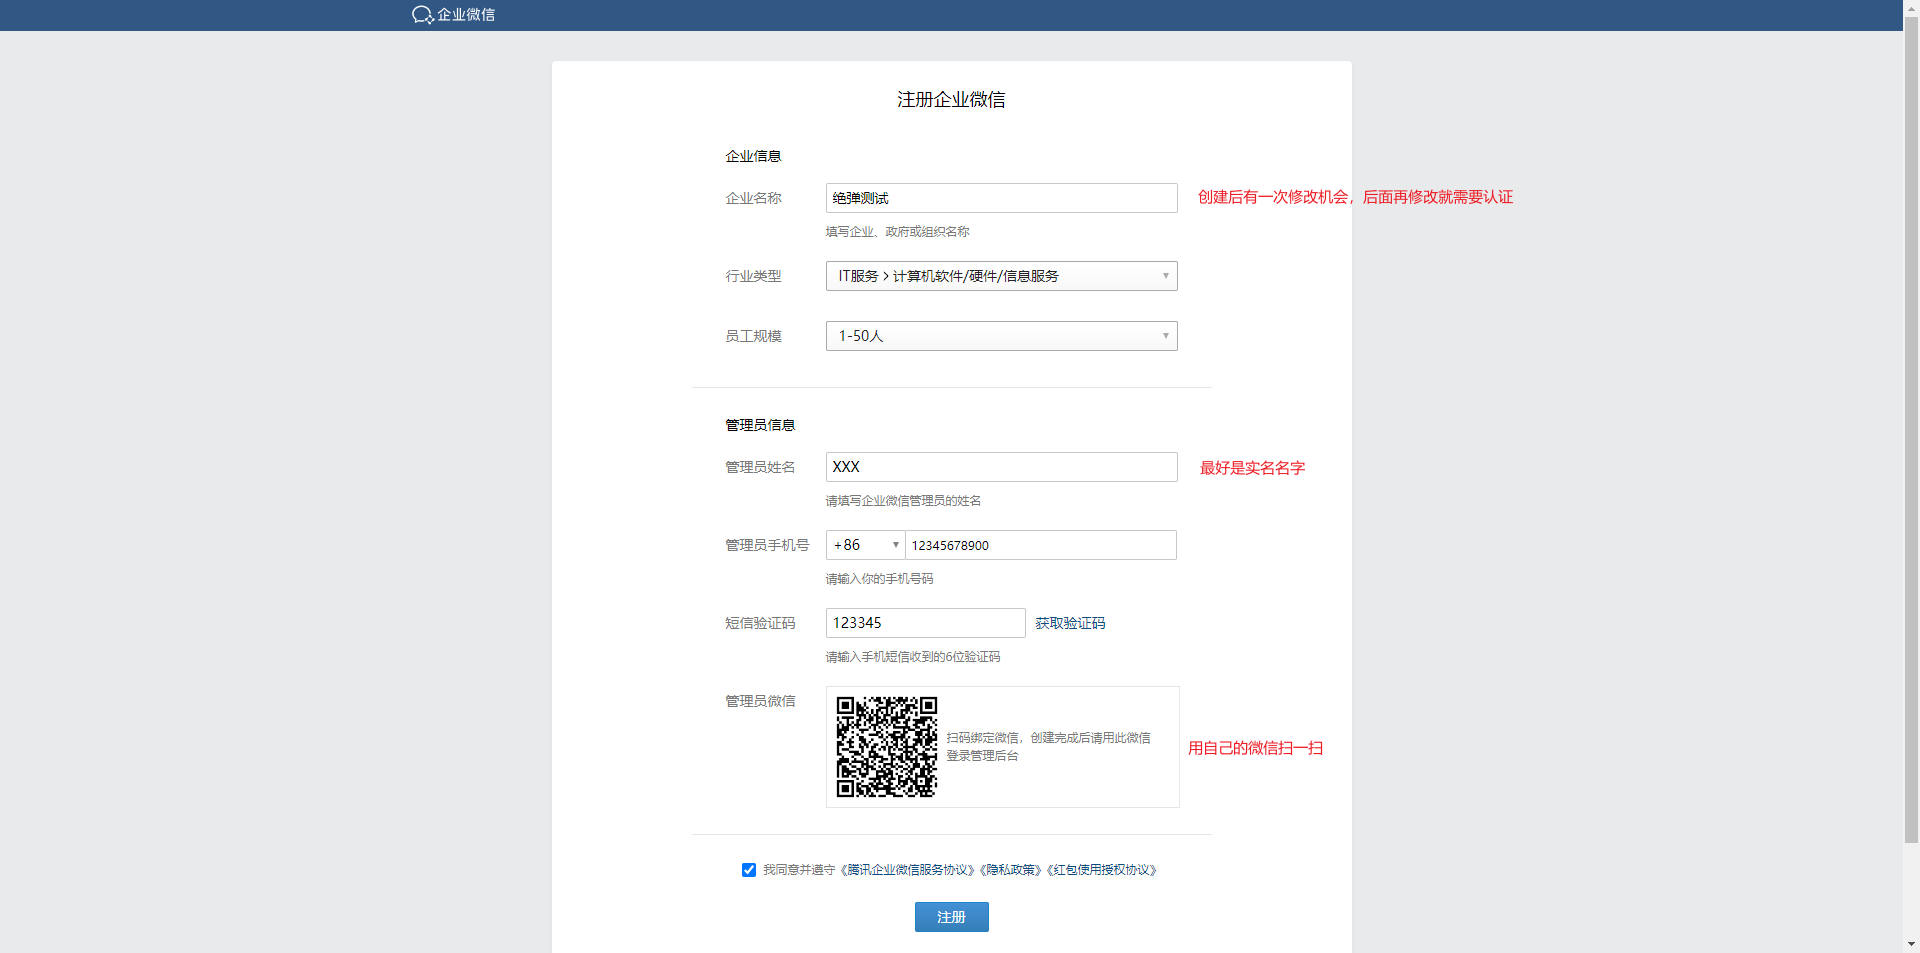 企业微信
注册企业微信
企业信息
企业名称 绝弹测试 创建后有一次修改机会，后面再修改就需要认证
填写企业、政府或组织名称
行业类型 IT服务 > 计算机软件/硬件/信息服务
员工规模 1-50人
管理员信息
管理员姓名 XXX 最好是实名名字
请填写企业微信管理员的姓名
管理员手机号 +86 12345678900
请输入你的手机号码
短信验证码 123345 获取验证码
请输入手机短信收到的6位验证码
管理员微信
扫码绑定微信，创建完成后请用此微信
登录管理后台
用自己的微信扫一扫
我同意并遵守《腾讯企业微信服务协议》《隐私政策》《红包使用授权协议》
注册